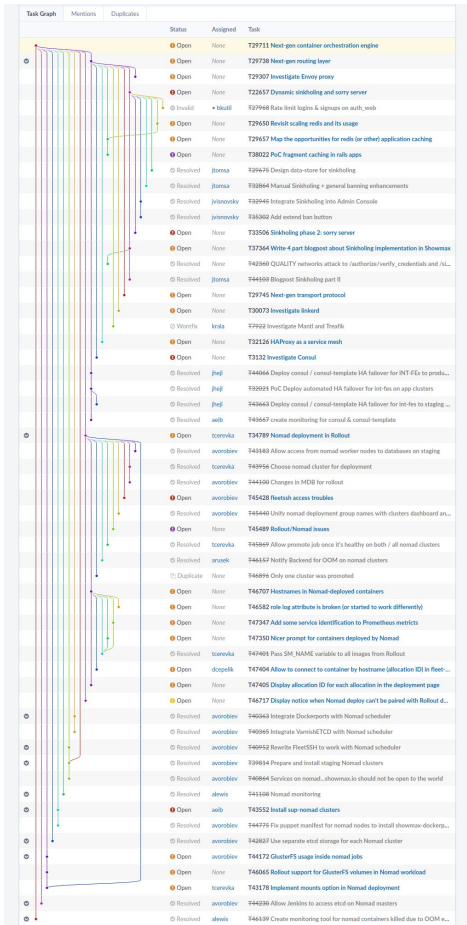 Task Graph Mentions Duplicates
Status Assigned Task
Open None T29711 Next-gen container orchestration engine
Open None T29738 Next-gen routing layer
Open None T29307 Investigate Envoy proxy
Open None T22657 Dynamic sinkholing and sorry server
Invalid • bkutil T27968 Rate limit logins & signups on auth_web
Open None T29650 Revisit scaling redis and its usage
Open None T29657 Map the opportunities for redis (or other) application caching
Open None T38022 PoC fragment caching in rails apps
Resolved jtomsa T29675 Design data-store for sinkholing
Resolved jtomsa T32864 Manual Sinkholing + general banning enhancements
Resolved jvisnovsky T32945 Integrate Sinkholing into Admin Console
Resolved jvisnovsky T35302 Add extend ban button
Open None T33506 Sinkholing phase 2: sorry server
Open None T37364 Write 4 part blogpost about Sinkholing implementation in Showmax
Resolved None T42360 QUALITY networks attack to /authorize/verify_credentials and /si...
Resolved jtomsa T44103 Blogpost Sinkholing part II
Open None T29745 Next-gen transport protocol
Open None T30073 Investigate linkerd
Wontfix krala T7922 Investigate Mantl and Traefik
Open None T32126 HAProxy as a service mesh
Open None T3132 Investigate Consul
Resolved jhejl T44066 Deploy consul / consul-template HA failover for INT-FEs to produ...
Resolved jhejl T32021 PoC Deploy automated HA failover for int-fes on app clusters
Resolved jhejl T43663 Deploy consul / consul-template HA failover for int-fes to staging ...
Resolved aeib T43667 create monitoring for consul & consul-template
Open tcerevka T34789 Nomad deployment in Rollout
Resolved avorobiev T43183 Allow access from nomad worker nodes to databases on staging
Resolved tcerevka T43956 Choose nomad cluster for deployment
Resolved avorobiev T44100 Changes in MDB for rollout
Open avorobiev T45428 fleetssh access troubles
Resolved avorobiev T45440 Unify nomad deployment group names with clusters dashboard an...
Open None T45489 Rollout/Nomad issues
Resolved tcerevka T45869 Allow promote job once it's healthy on both / all nomad clusters
Resolved arusek T46157 Notify Backend for OOM on nomad clusters
Duplicate None T46896 Only one cluster was promoted
Open None T46707 Hostnames in Nomad-deployed containers
Open None T46582 role log attribute is broken (or started to work differently)
Open None T47347 Add some service identification to Prometheus metricts
Open None T47350 Nicer prompt for containers deployed by Nomad
Resolved tcerevka T47401 Pass SM_NAME variable to all images from Rollout
Open dcepelik T47404 Allow to connect to container by hostname (allocation ID) in fleet-...
Open None T47405 Display allocation ID for each allocation in the deployment page
Open None T46717 Display notice when Nomad deploy can't be paired with Rollout d...
Resolved avorobiev T40363 Integrate Dockerports with Nomad scheduler
Resolved avorobiev T40365 Integrate VarnishETCD with Nomad scheduler
Resolved avorobiev T40952 Rewrite FleetSSH to work with Nomad scheduler
Resolved avorobiev T39814 Prepare and install staging Nomad clusters
Resolved avorobiev T40864 Services on nomad..showmax.io should not be open to the world
Resolved alewis T41108 Nomad monitoring
Open aeib T43552 Install sup-nomad clusters
Resolved avorobiev T44775 Fix puppet manifest for nomad nodes to install showmax-dockerp...
Resolved avorobiev T42827 Use separate etcd storage for each Nomad cluster
Open avorobiev T44172 GlusterFS usage inside nomad jobs
Open None T46065 Rollout support for GlusterFS volumes in Nomad workload
Open tcerevka T43178 Implement mounts option in Nomad deployment
Resolved avorobiev T44230 Allow Jenkins to access etcd on Nomad masters
Resolved alewis T46139 Create monitoring tool for nomad containers killed due to OOM e...